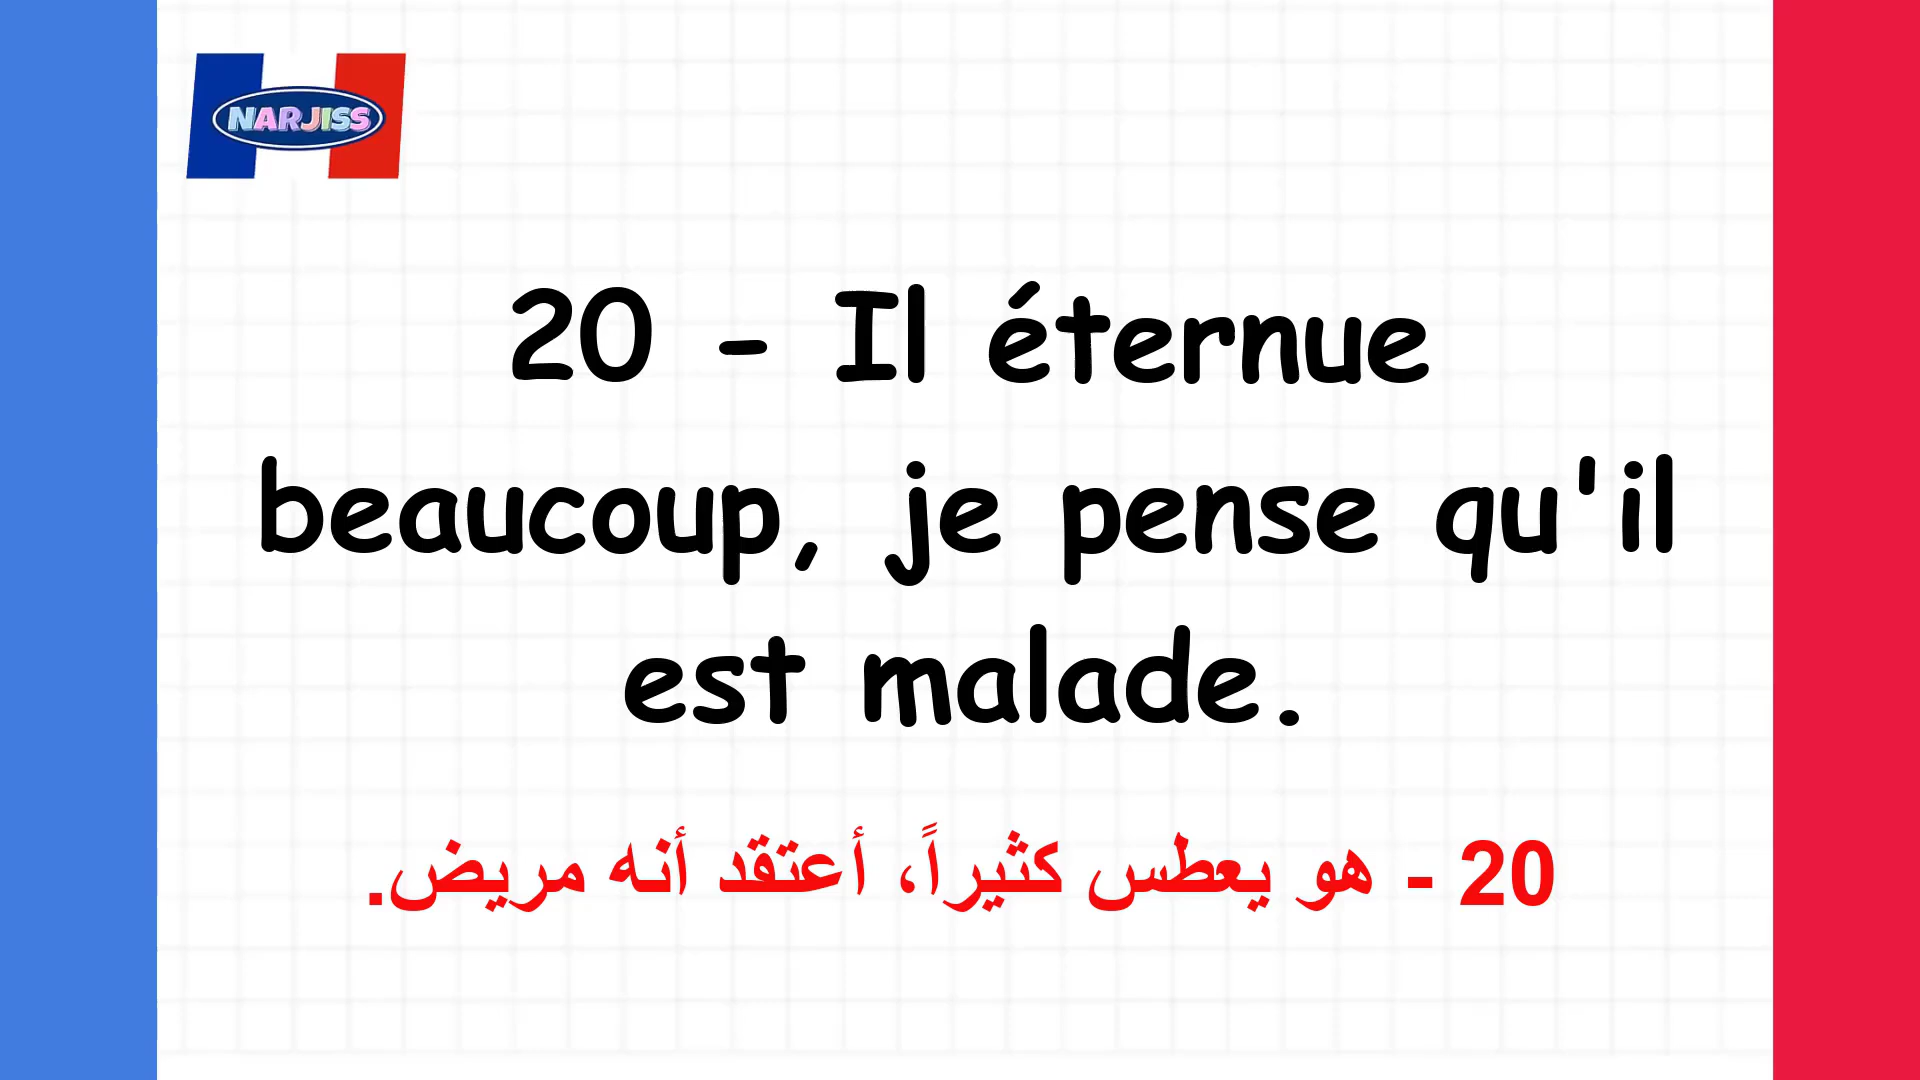 NARJISS
20 - Il éternue
beaucoup, je pense qu'il
est malade.
20 - هو يعطس كثيراً، أعتقد أنه مريض.